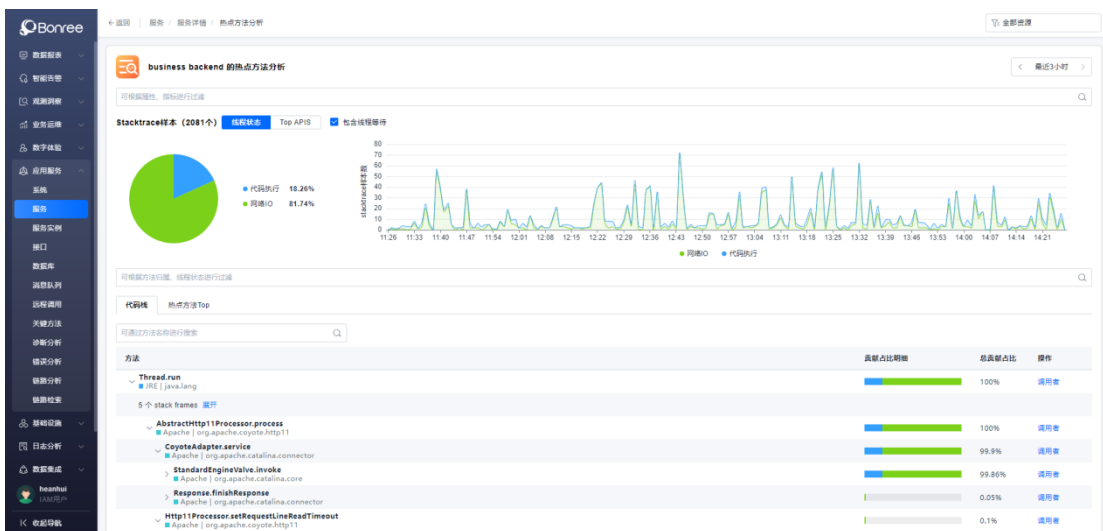 Bonree
返回 服务 / 服务详情 / 热点方法分析
全部资源
数据报表
智能告警
观测洞察
业务运维
数字体验
应用服务
系统
服务
服务实例
接口
数据库
消息队列
远程调用
关键方法
诊断分析
错误分析
链路分析
链路检索
基础设施
日志分析
数据集成
heanhui
IAM用户
收起导航
business backend 的热点方法分析
最近3小时
可根据属性、指标进行过滤
Stacktrace样本（2081个） 线程状态 Top APIS 包含线程等待
代码执行 18.26%
网络IO 81.74%
stacktrace样本数
80
70
60
50
40
30
20
10
0
11:26 11:33 11:40 11:47 11:54 12:01 12:08 12:15 12:22 12:29 12:36 12:43 12:50 12:57 13:04 13:11 13:18 13:25 13:32 13:39 13:46 13:53 14:00 14:07 14:14 14:21
网络IO 代码执行
可根据方法归属、线程状态进行过滤
代码栈 热点方法Top
可通过方法名称进行搜索
方法 贡献占比明细 总贡献占比 操作
Thread.run 100% 调用者
JRE | java.lang
5 个 stack frames 展开
AbstractHttp11Processor.process 100% 调用者
Apache | org.apache.coyote.http11
CoyoteAdapter.service 99.9% 调用者
Apache | org.apache.catalina.connector
StandardEngineValve.invoke 99.86% 调用者
Apache | org.apache.catalina.core
Response.finishResponse 0.05% 调用者
Apache | org.apache.catalina.connector
Http11Processor.setRequestLineReadTimeout 0.1% 调用者
Apache | org.apache.coyote.http11